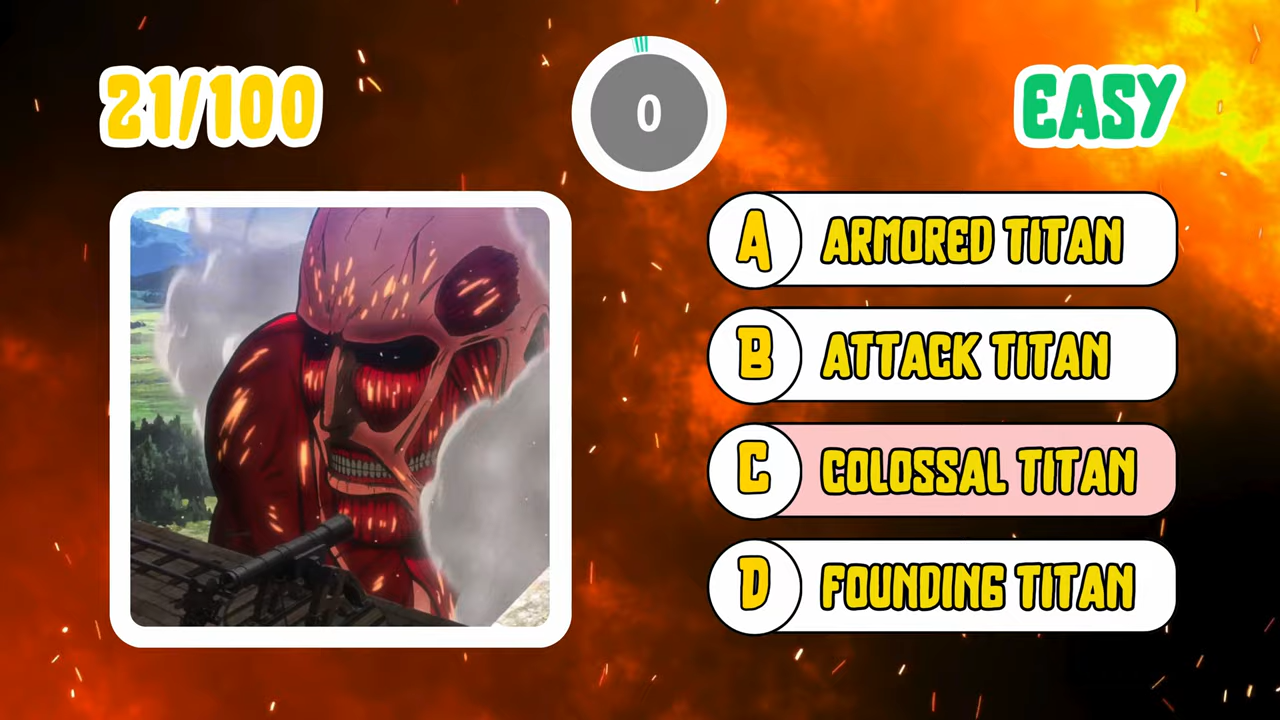 21/100
0
EASY
A ARMORED TITAN
B ATTACK TITAN
C COLOSSAL TITAN
D FOUNDING TITAN